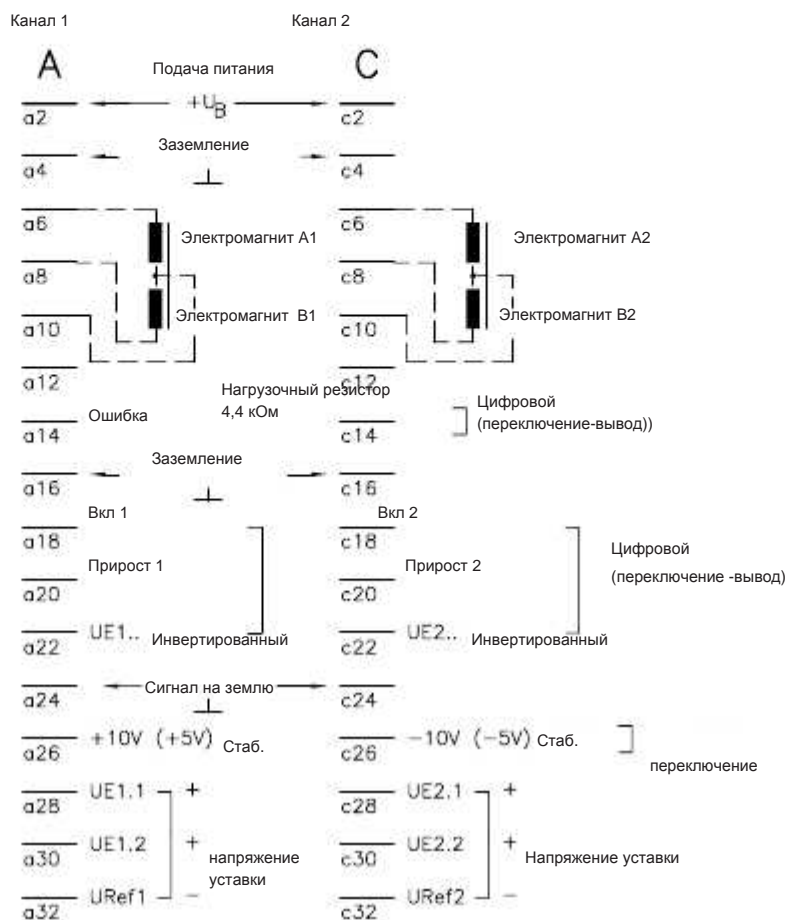 Канал 1 Канал 2
A Подача питания C
a2 +UB c2
Заземление
a4 c4
a6 c6
Электромагнит A1 Электромагнит A2
a8 c8
Электромагнит B1 Электромагнит B2
a10 c10
a12 c12
Нагрузочный резистор
4,4 кОм
Ошибка
Цифровой
(переключение-вывод))
a14 c14
Заземление
a16 c16
Вкл 1 Вкл 2
a18 c18
Цифровой
(переключение -вывод)
Прирост 1 Прирост 2
a20 c20
UE1.. Инвертированный UE2.. Инвертированный
a22 c22
Сигнал на землю
a24 c24
+10V (+5V) Стаб. -10V (-5V) Стаб.
a26 c26
переключение
UE1.1 + UE2.1 +
a28 c28
UE1.2 + UE2.2 +
a30 c30
напряжение
уставки
Напряжение уставки
URef1 - URef2 -
a32 c32